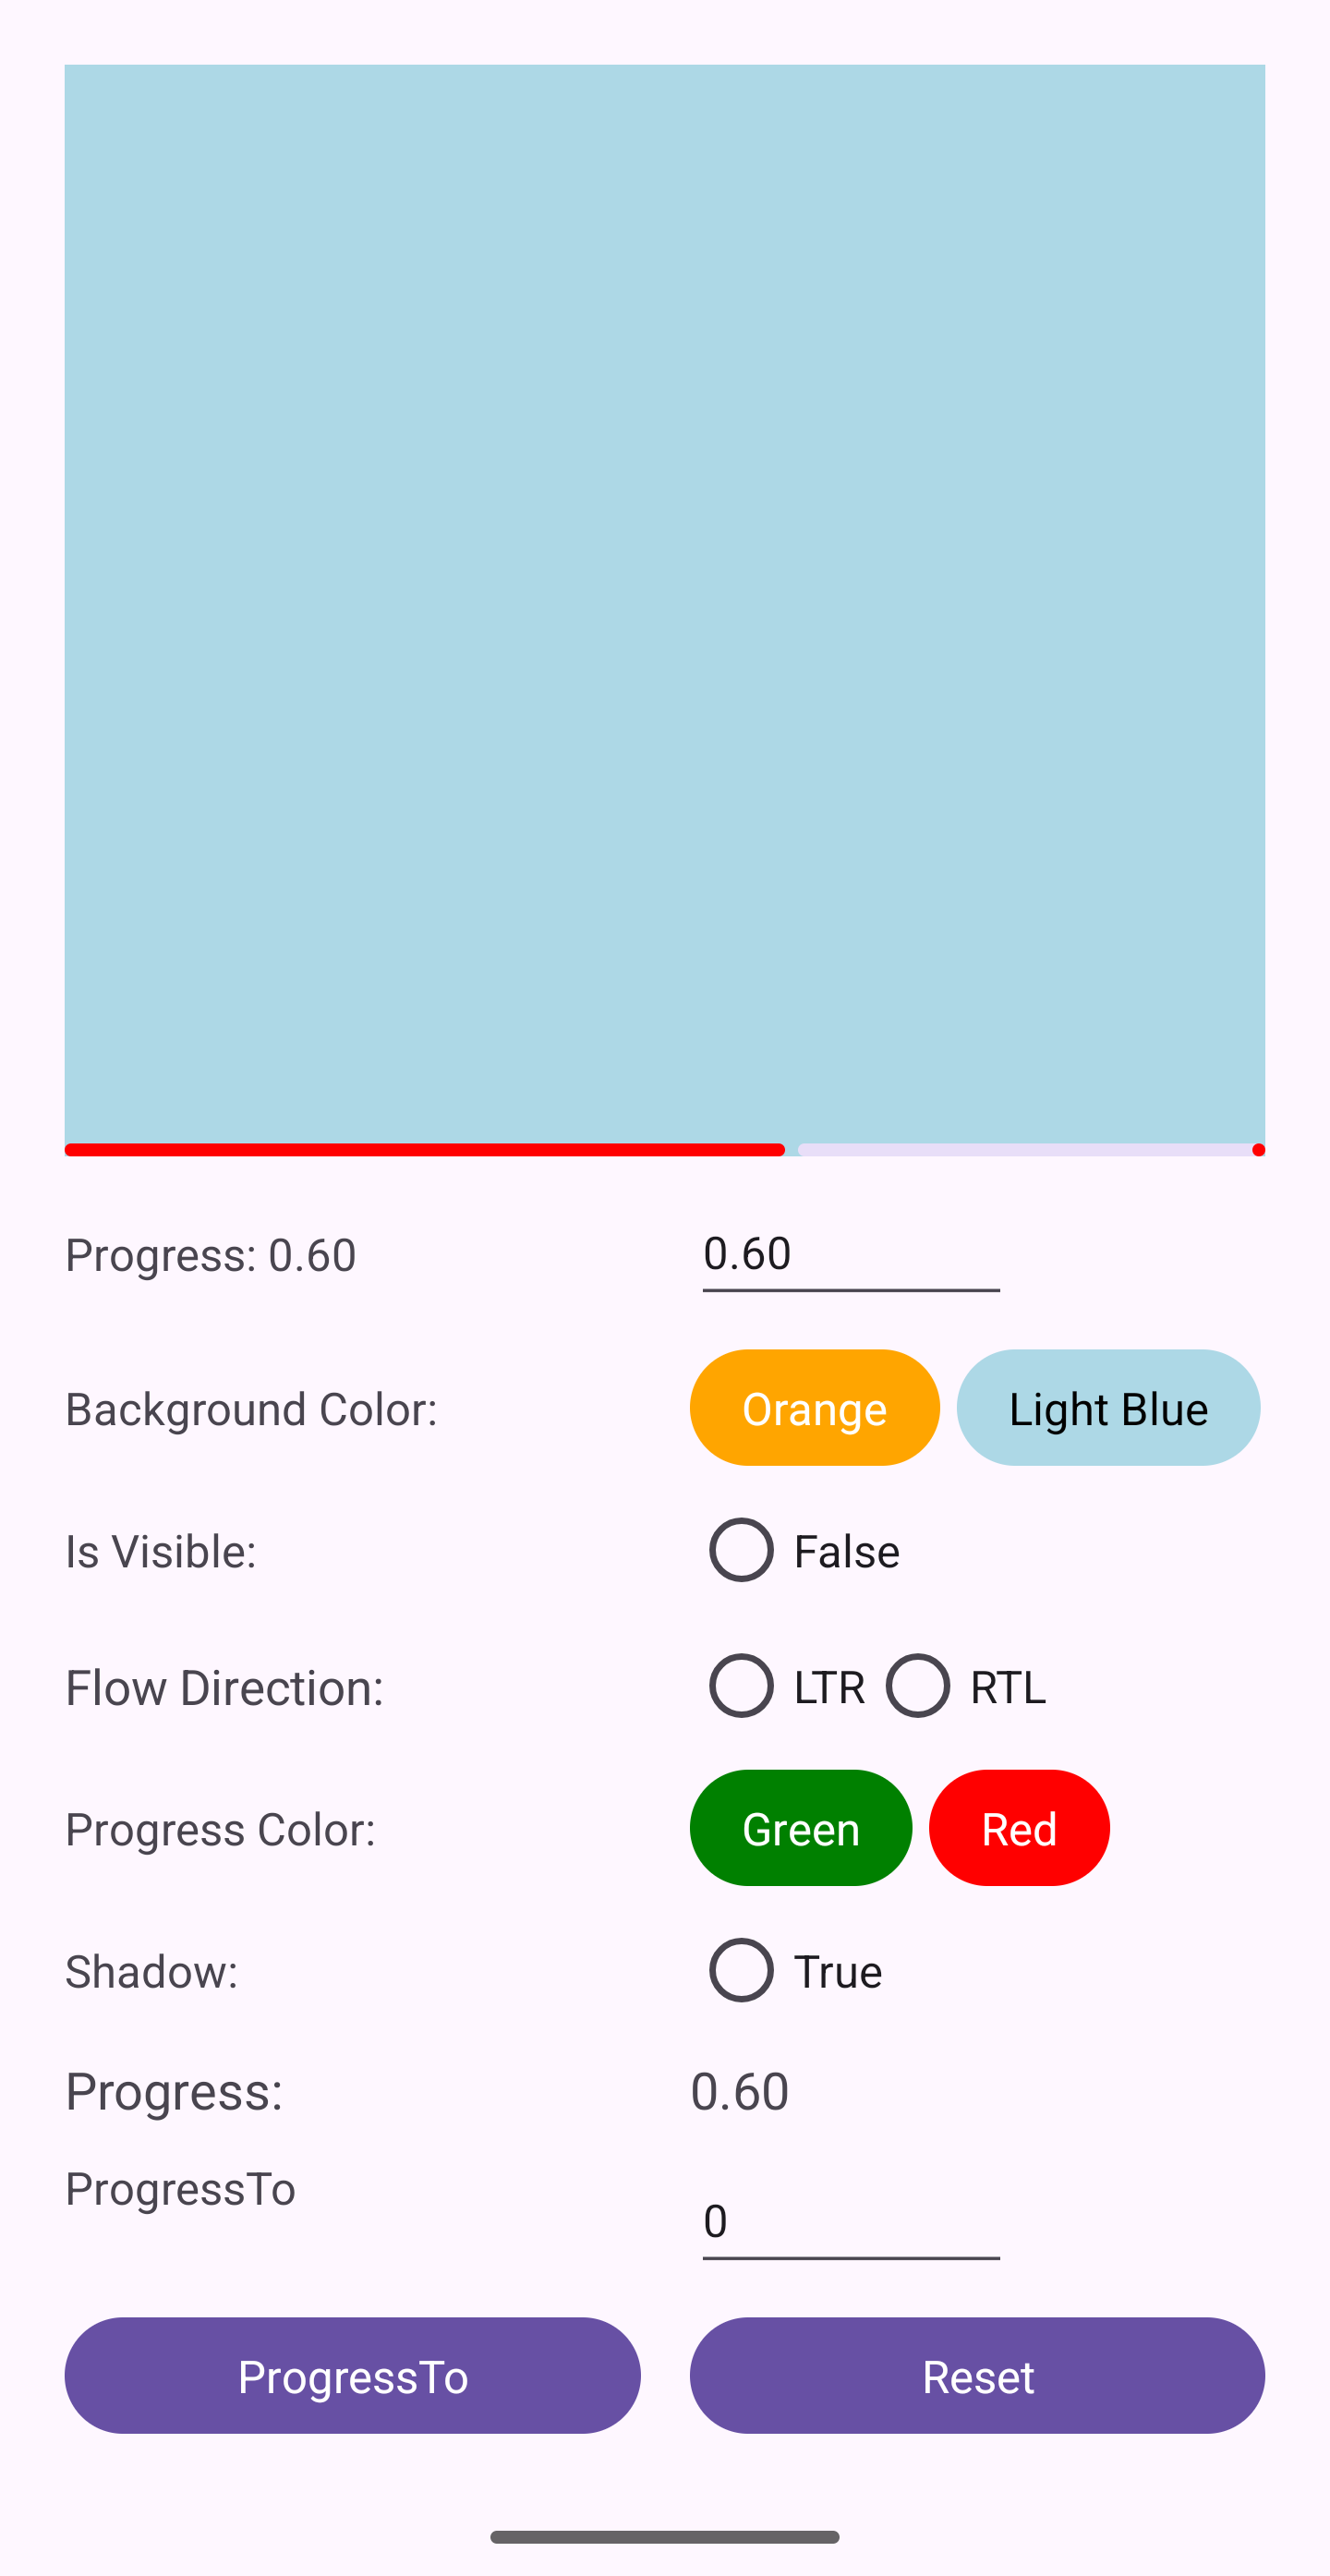 Progress: 0.60
0.60
Background Color:
Orange
Light Blue
Is Visible:
False
Flow Direction:
LTR
RTL
Progress Color:
Green
Red
Shadow:
True
Progress:
0.60
ProgressTo
0
ProgressTo
Reset